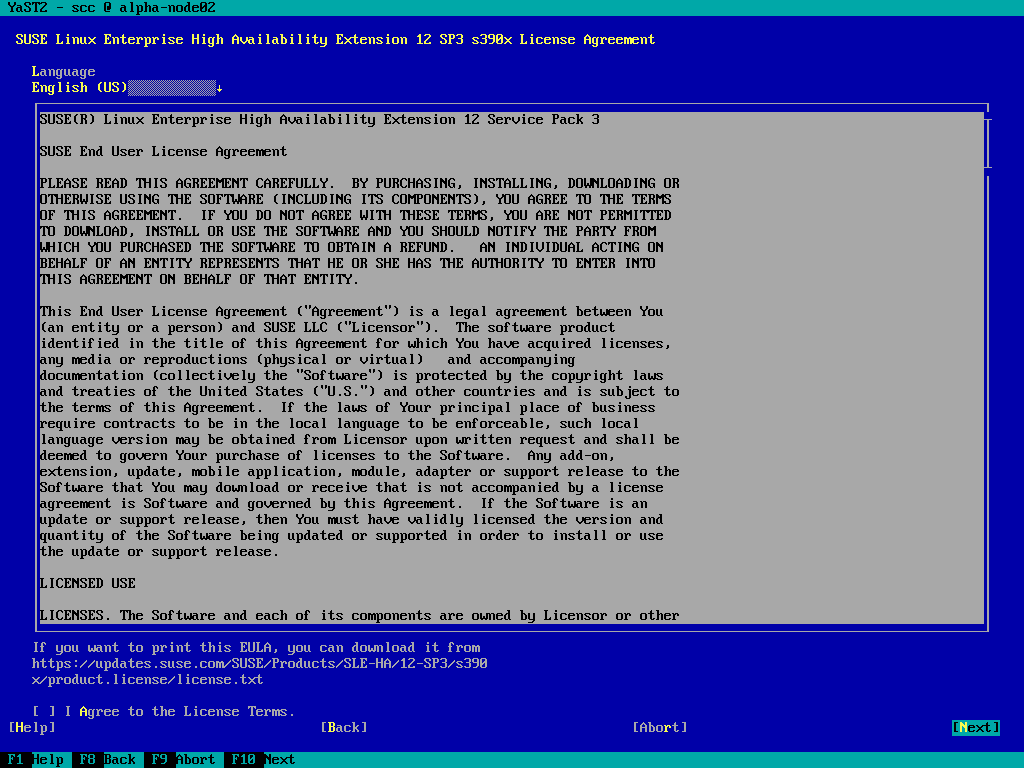 YaST2 - scc @ alpha-node02
SUSE Linux Enterprise High Availability Extension 12 SP3 s390x License Agreement
Language
English (US)↓
SUSE(R) Linux Enterprise High Availability Extension 12 Service Pack 3
SUSE End User License Agreement
PLEASE READ THIS AGREEMENT CAREFULLY.  BY PURCHASING, INSTALLING, DOWNLOADING OR
OTHERWISE USING THE SOFTWARE (INCLUDING ITS COMPONENTS), YOU AGREE TO THE TERMS
OF THIS AGREEMENT.  IF YOU DO NOT AGREE WITH THESE TERMS, YOU ARE NOT PERMITTED
TO DOWNLOAD, INSTALL OR USE THE SOFTWARE AND YOU SHOULD NOTIFY THE PARTY FROM
WHICH YOU PURCHASED THE SOFTWARE TO OBTAIN A REFUND.   AN INDIVIDUAL ACTING ON
BEHALF OF AN ENTITY REPRESENTS THAT HE OR SHE HAS THE AUTHORITY TO ENTER INTO
THIS AGREEMENT ON BEHALF OF THAT ENTITY.
This End User License Agreement ("Agreement") is a legal agreement between You
(an entity or a person) and SUSE LLC ("Licensor").  The software product
identified in the title of this Agreement for which You have acquired licenses,
any media or reproductions (physical or virtual)   and accompanying
documentation (collectively the "Software") is protected by the copyright laws
and treaties of the United States ("U.S.") and other countries and is subject to
the terms of this Agreement.  If the laws of Your principal place of business
require contracts to be in the local language to be enforceable, such local
language version may be obtained from Licensor upon written request and shall be
deemed to govern Your purchase of licenses to the Software.  Any add-on,
extension, update, mobile application, module, adapter or support release to the
Software that You may download or receive that is not accompanied by a license
agreement is Software and governed by this Agreement.  If the Software is an
update or support release, then You must have validly licensed the version and
quantity of the Software being updated or supported in order to install or use
the update or support release.
LICENSED USE
LICENSES. The Software and each of its components are owned by Licensor or other
If you want to print this EULA, you can download it from
https://updates.suse.com/SUSE/Products/SLE-HA/12-SP3/s390
x/product.license/license.txt
[ ] I Agree to the License Terms.
[Help] [Back] [Abort] [Next]
F1 Help F8 Back F9 Abort F10 Next